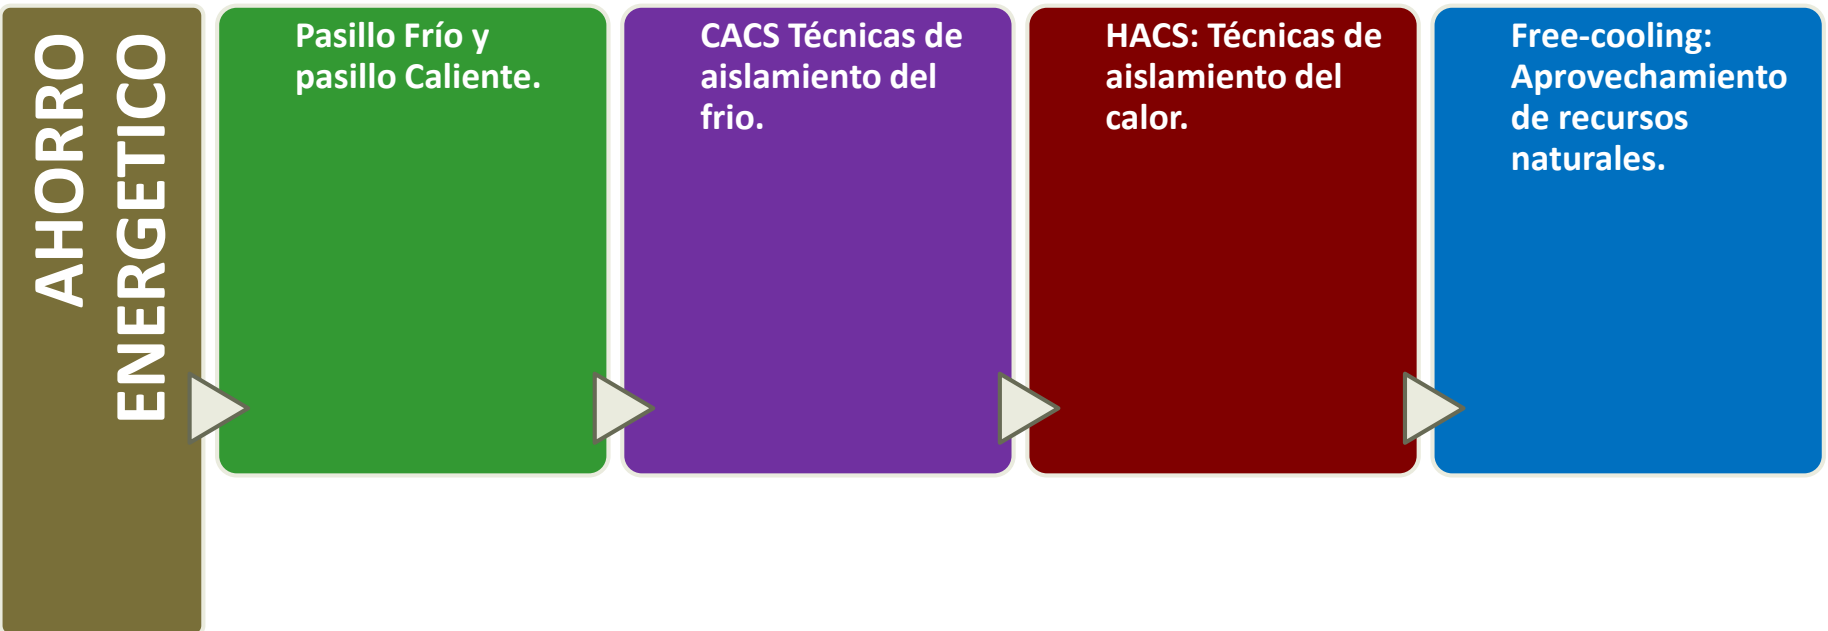 AHORRO
ENERGETICO
Pasillo Frío y
pasillo Caliente.
CACS Técnicas de
aislamiento del
frio.
HACS: Técnicas de
aislamiento del
calor.
Free-cooling:
Aprovechamiento
de recursos
naturales.